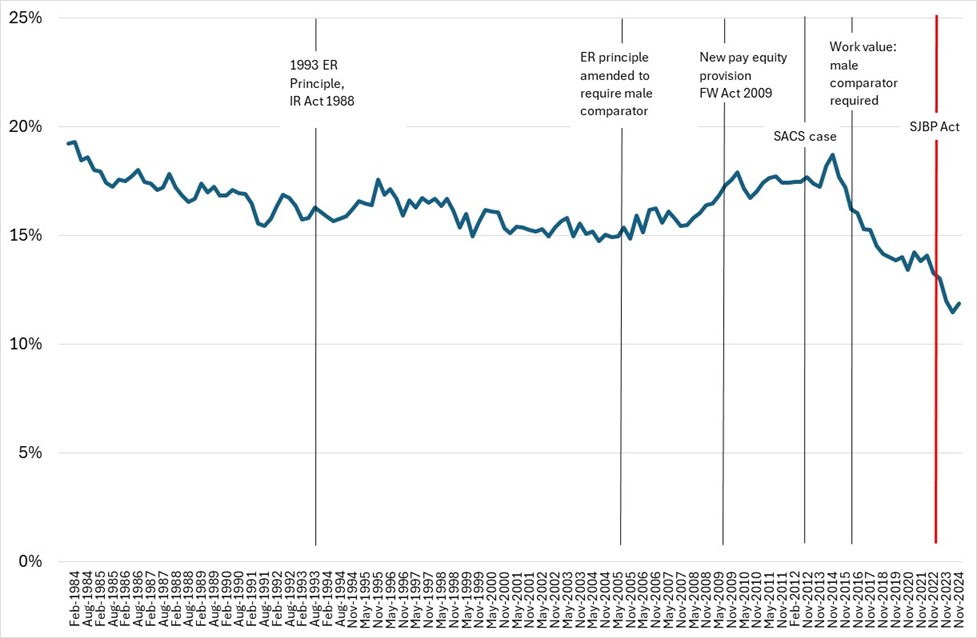 25%
20%
15%
10%
5%
0%
1993 ER
Principle,
IR Act 1988
ER principle
amended to
require male
comparator
New pay equity
provision
FW Act 2009
SACS case
Work value:
male
comparator
required
SJBP Act
Feb-1984
Aug-1984
Feb-1985
Aug-1985
Feb-1986
Aug-1986
Feb-1987
Aug-1987
Feb-1988
Aug-1988
Feb-1989
Aug-1989
Feb-1990
Aug-1990
Feb-1991
Aug-1991
Feb-1992
Aug-1992
Feb-1993
Aug-1993
Feb-1994
Aug-1994
Nov-1994
May-1995
Nov-1995
May-1996
Nov-1996
May-1997
Nov-1997
May-1998
Nov-1998
May-1999
Nov-1999
May-2000
Nov-2000
May-2001
Nov-2001
May-2002
Nov-2002
May-2003
Nov-2003
May-2004
Nov-2004
May-2005
Nov-2005
May-2006
Nov-2006
May-2007
Nov-2007
May-2008
Nov-2008
May-2009
Nov-2009
May-2010
Nov-2010
May-2011
Nov-2011
Feb-2012
Nov-2012
Nov-2013
Nov-2014
Nov-2015
Nov-2016
Nov-2017
Nov-2018
Nov-2019
Nov-2020
Nov-2021
Nov-2022
Nov-2023
Nov-2024